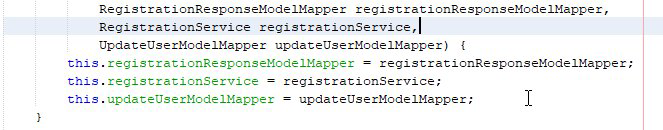 RegistrationResponseModelMapper registrationResponseModelMapper,
RegistrationService registrationService,
UpdateUserModelMapper updateUserModelMapper) {
this.registrationResponseModelMapper = registrationResponseModelMapper;
this.registrationService = registrationService;
this.updateUserModelMapper = updateUserModelMapper;
}